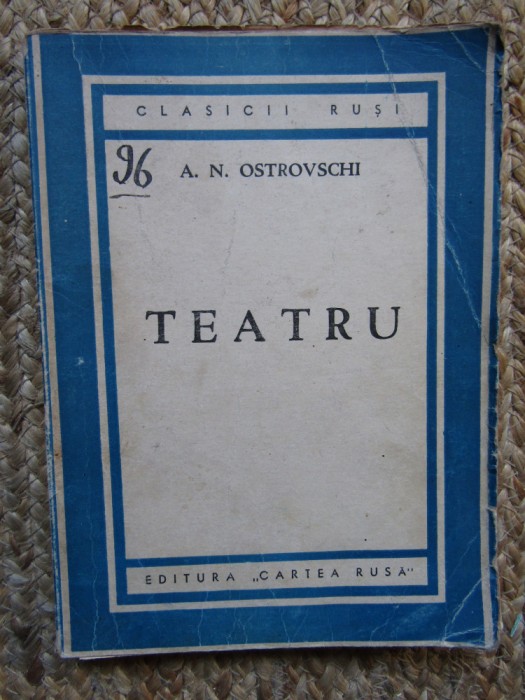 CLASICII RUȘI
96
A. N. OSTROVSCHI
TEATRU
EDITURA „CARTEA RUSĂ"